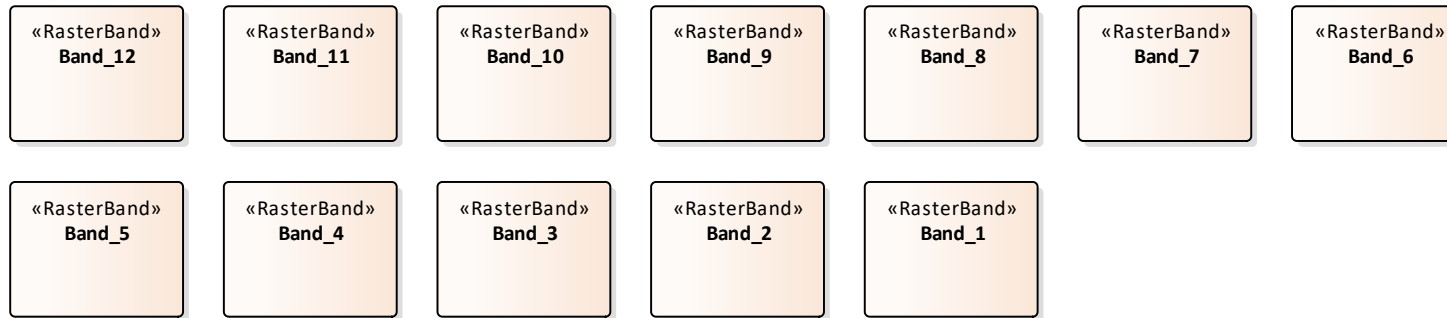 «RasterBand»
Band_12
«RasterBand»
Band_11
«RasterBand»
Band_10
«RasterBand»
Band_9
«RasterBand»
Band_8
«RasterBand»
Band_7
«RasterBand»
Band_6
«RasterBand»
Band_5
«RasterBand»
Band_4
«RasterBand»
Band_3
«RasterBand»
Band_2
«RasterBand»
Band_1